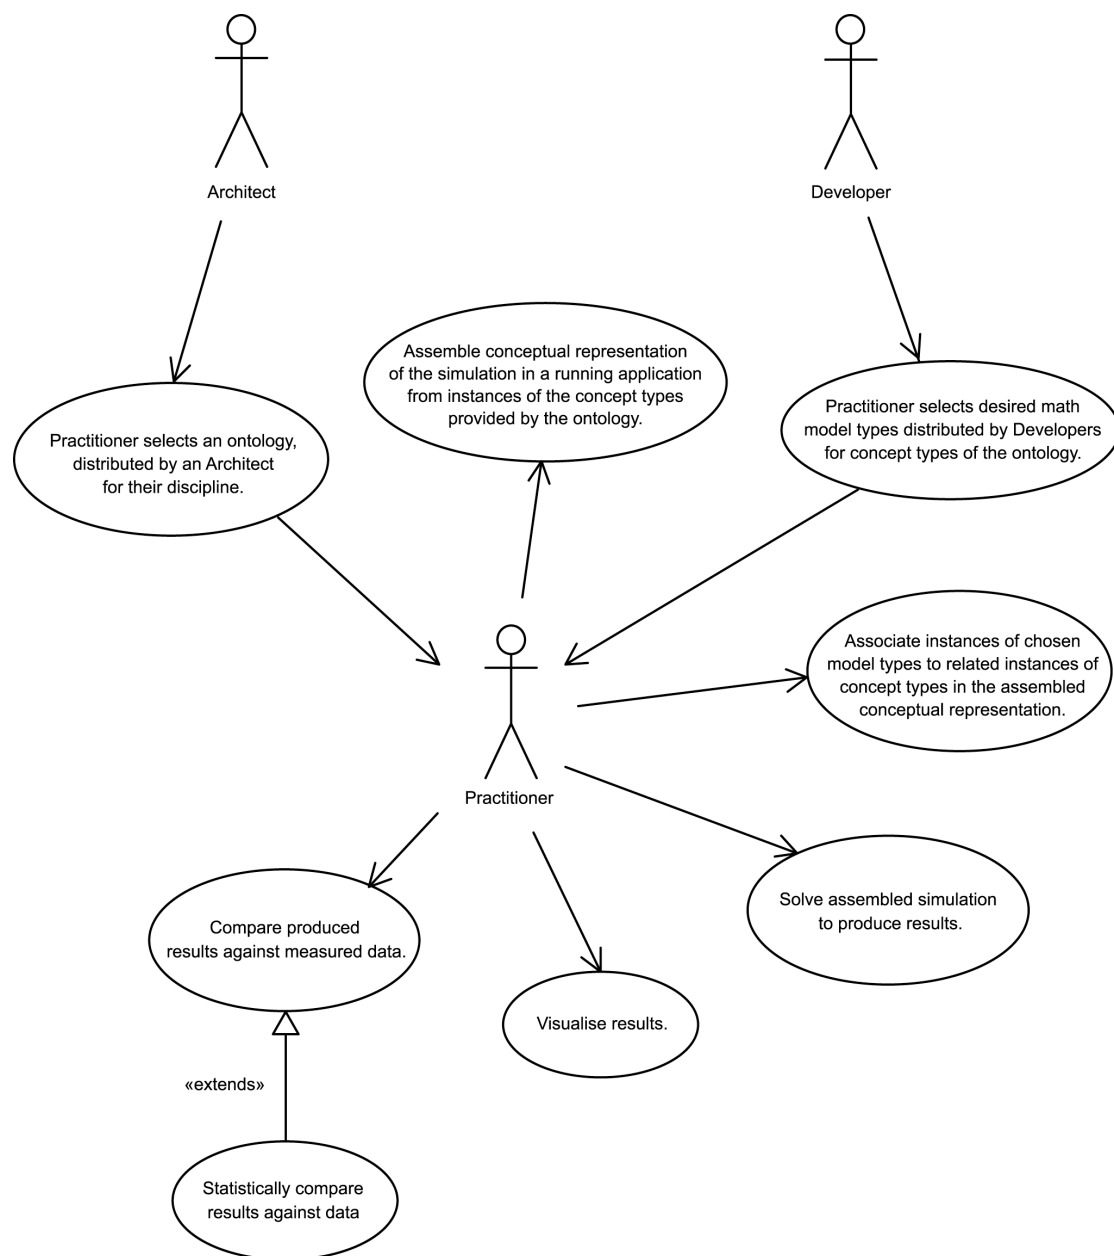 Architect
Developer
Assemble conceptual representation
of the simulation in a running application
from instances of the concept types
provided by the ontology.
Practitioner selects an ontology,
distributed by an Architect
for their discipline.
Practitioner selects desired math
model types distributed by Developers
for concept types of the ontology.
Associate instances of chosen
model types to related instances of
concept types in the assembled
conceptual representation.
Practitioner
Solve assembled simulation
to produce results.
Compare produced
results against measured data.
Visualise results.
«extends»
Statistically compare
results against data